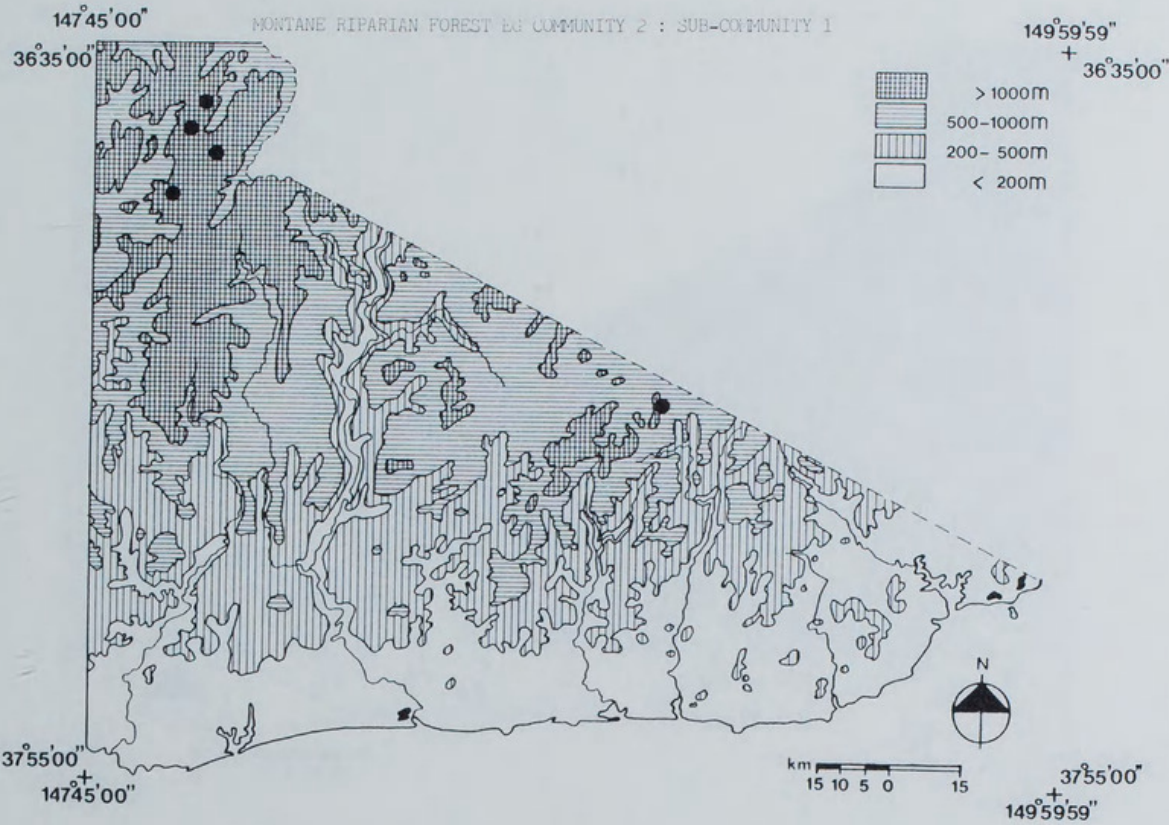 MONTANE RIPARIAN FOREST EG COMMUNITY 2 : SUB-COMMUNITY 1
147°45'00"
36°35'00"
149°59'59"
36°35'00"
> 1000m
500-1000m
200- 500m
< 200m
N
37°55'00"
147°45'00"
km
15 10 5 0 15
37°55'00"
149°59'59"